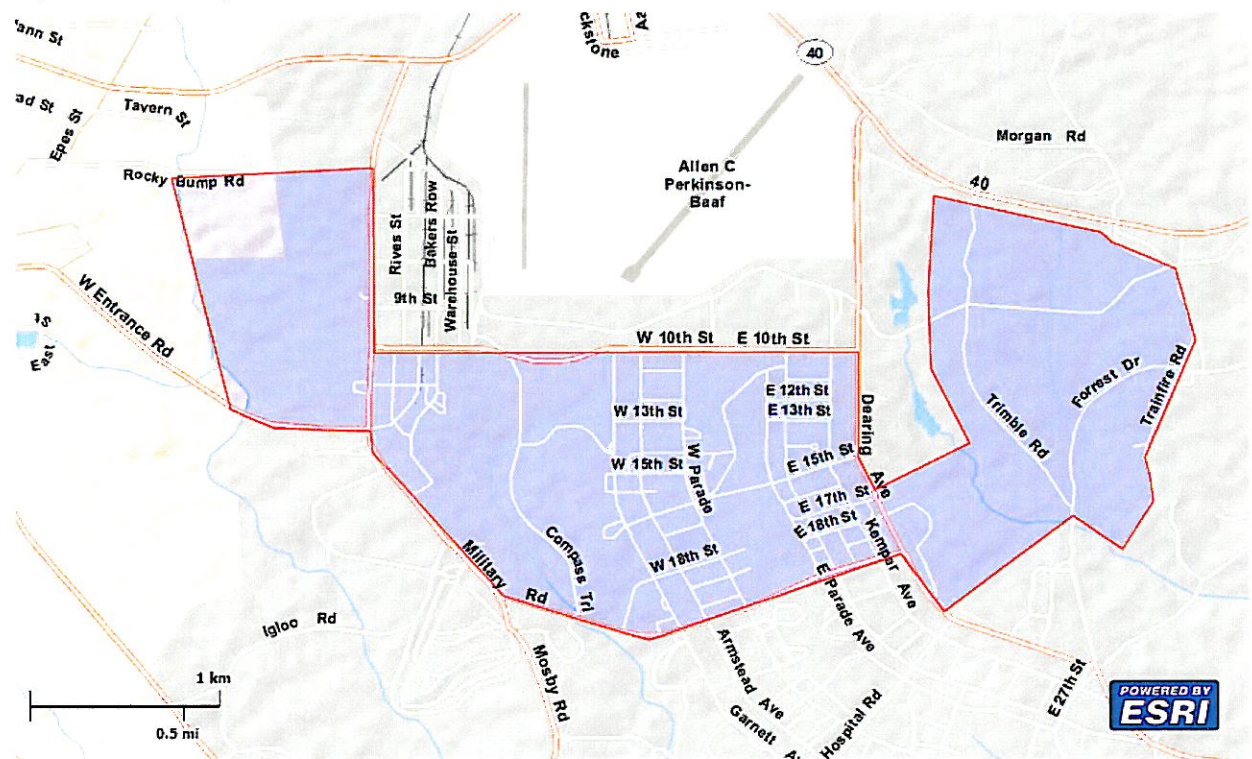 ann St
ckstone
40
ad St
Tavern St
Epes St
Morgan Rd
Rocky Bump Rd
Allen C
Perkinson-
Baaf
40
Rives St
Bakers Row
Warehouse St
9th St
W Entrance Rd
East
W 10th St
E 10th St
E 12th St
W 13th St
E 13th St
Dearing Ave
Trimble Rd
Forrest Dr
Trainfire Rd
W 15th St
W Parade
E 15th St
E 17th St
E 18th St
Kemper Ave
W 18th St
Compass Trl
Military Rd
E Parade Ave
Igloo Rd
Mosby Rd
Armstead Ave
Garnett A
Hospital Rd
E 27th St
1 km
0.5 mi
POWERED BY
ESRI